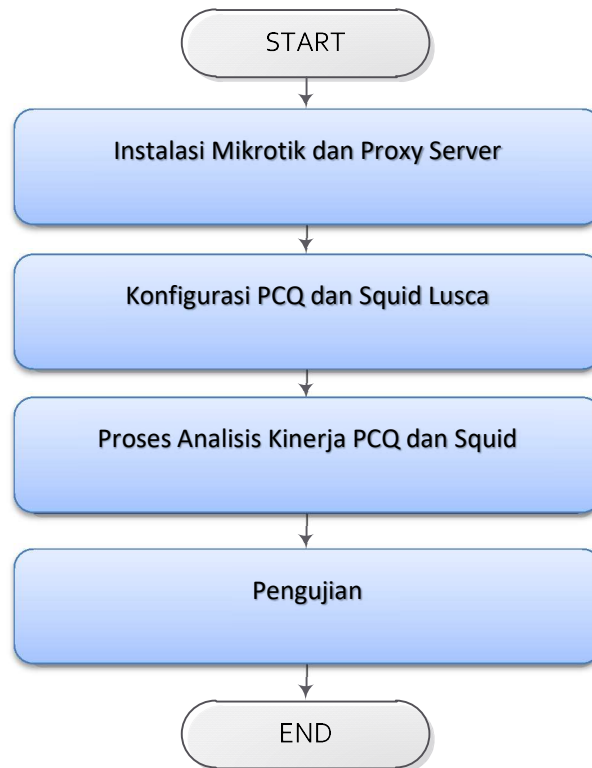 START
Instalasi Mikrotik dan Proxy Server
Konfigurasi PCQ dan Squid Lusca
Proses Analisis Kinerja PCQ dan Squid
Pengujian
END